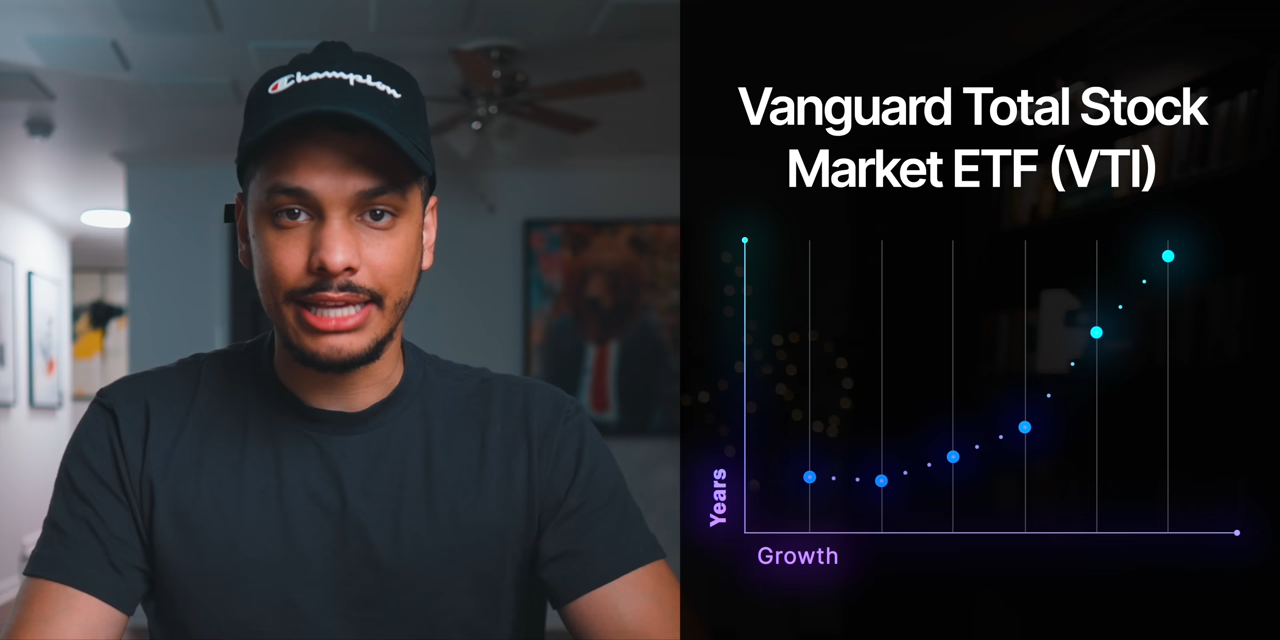 Champion
Vanguard Total Stock
Market ETF (VTI)
Years
Growth